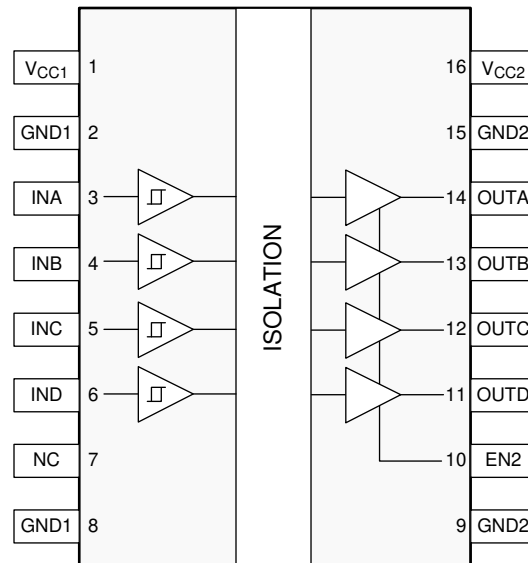 VCC1 1 16 VCC2
GND1 2 15 GND2
INA 3 14 OUTA
INB 4 13 OUTB
INC 5 12 OUTC
IND 6 11 OUTD
NC 7 10 EN2
GND1 8 9 GND2
ISOLATION